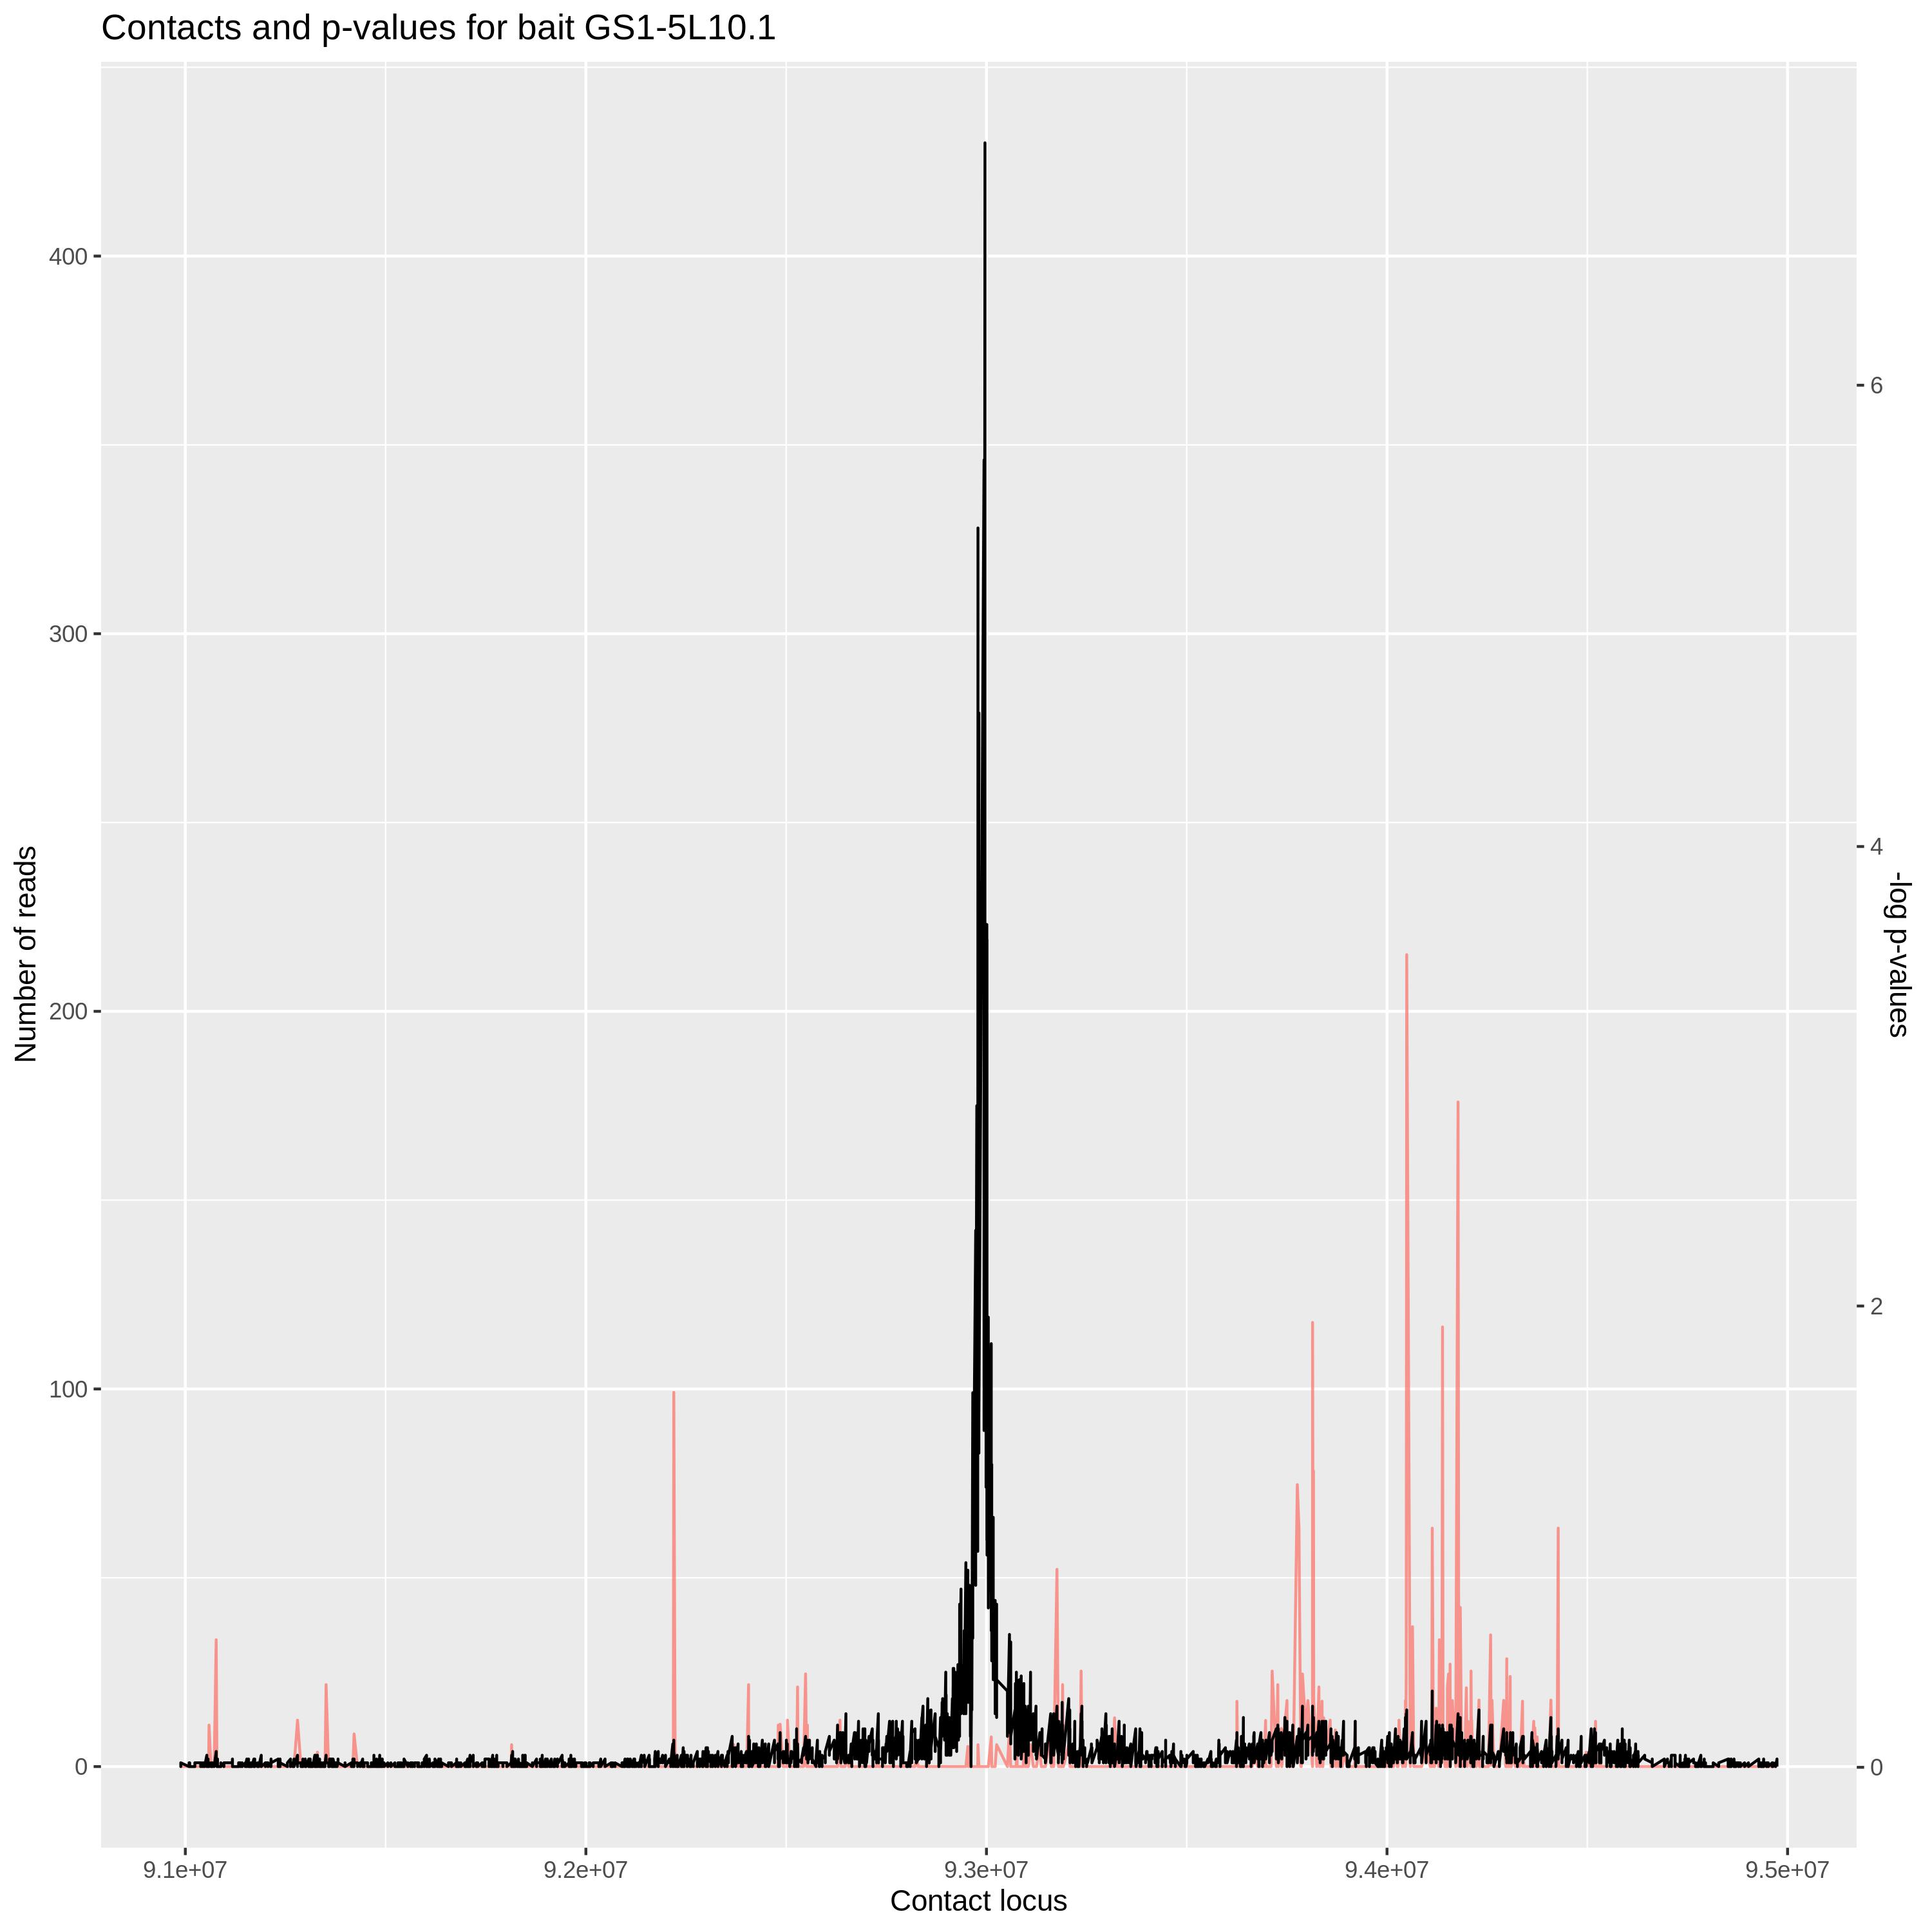 Contacts and p-values for bait GS1-5L10.1
400
300
200
100
0
Number of reads
6
4
2
0
-log p-values
9.1e+07
9.2e+07
9.3e+07
9.4e+07
9.5e+07
Contact locus